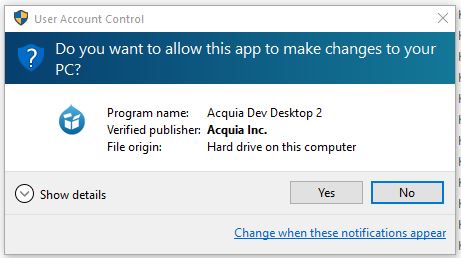 User Account Control
Do you want to allow this app to make changes to your
PC?
Program name: Acquia Dev Desktop 2
Verified publisher: Acquia Inc.
File origin: Hard drive on this computer
Show details
Yes
No
Change when these notifications appear